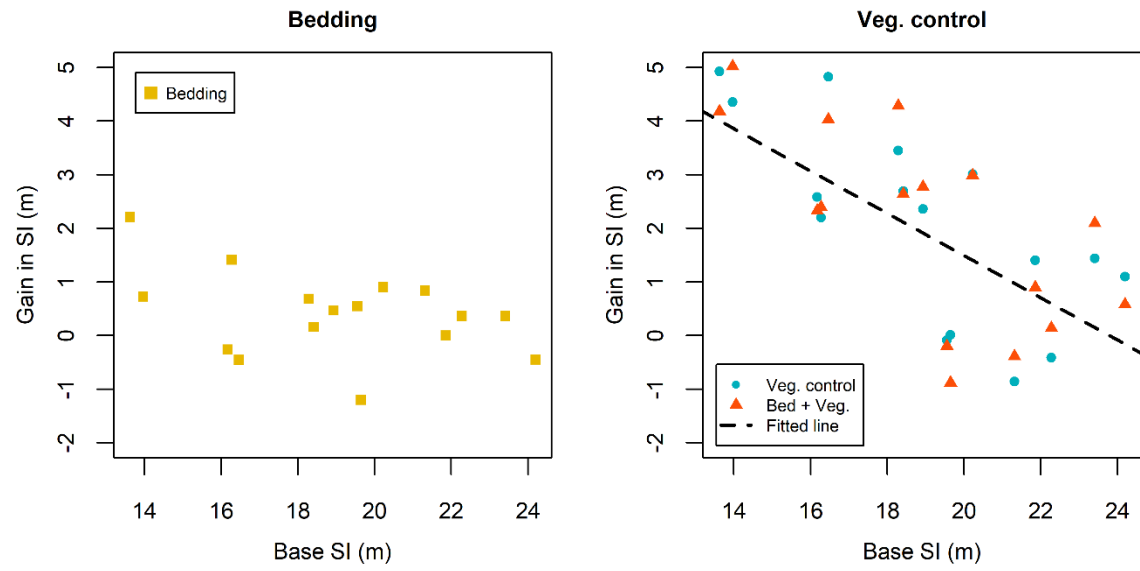 Bedding
Gain in SI (m)
5
4
3
2
1
0
-1
-2
Bedding
14 16 18 20 22 24
Base SI (m)
Veg. control
Gain in SI (m)
5
4
3
2
1
0
-1
-2
Veg. control
Bed + Veg.
Fitted line
14 16 18 20 22 24
Base SI (m)